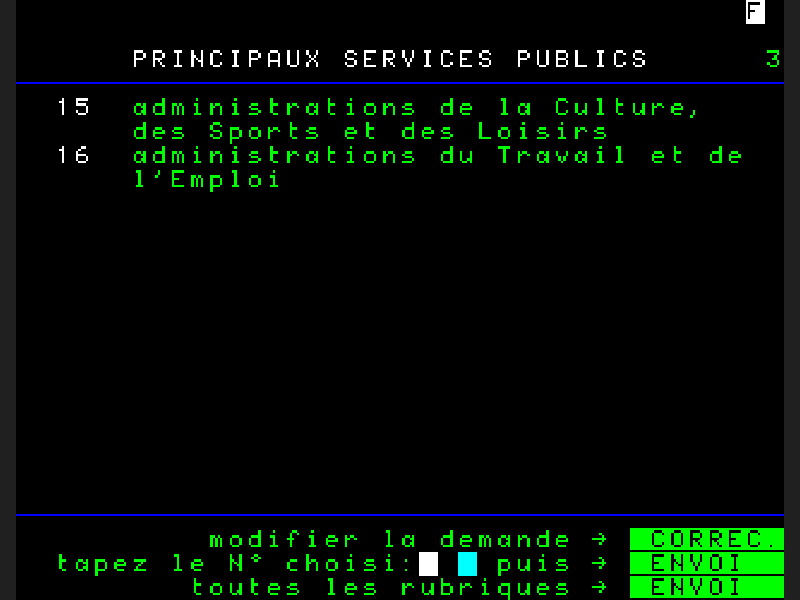 F
PRINCIPAUX SERVICES PUBLICS 3
15 administrations de la Culture,
des Sports et des Loisirs
16 administrations du Travail et de
l'Emploi
modifier la demande → CORREC.
tapez le N° choisi: puis → ENVOI
toutes les rubriques → ENVOI